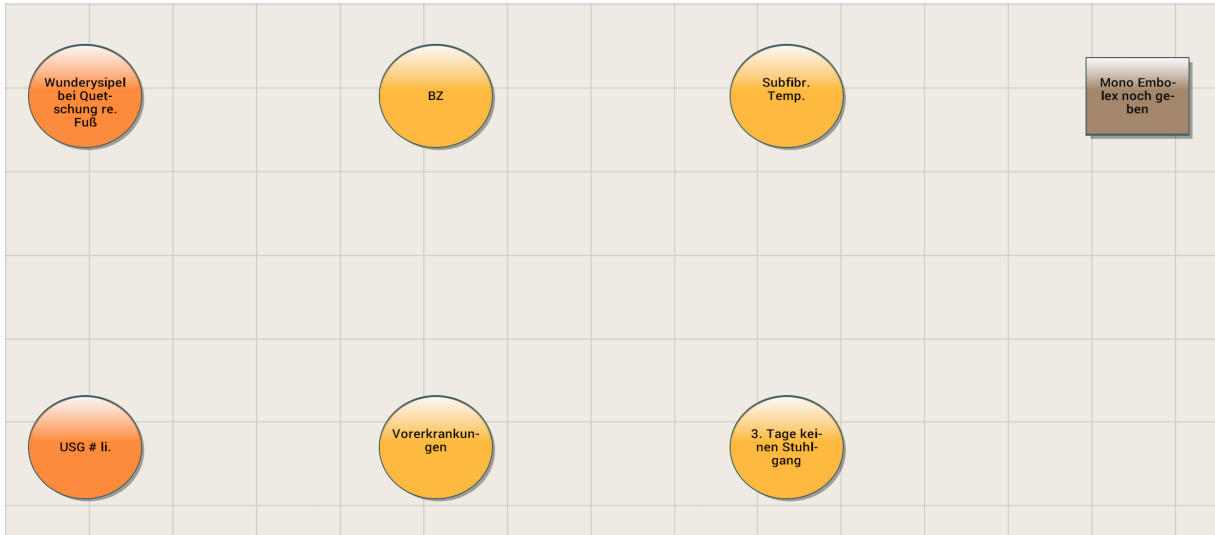 Wunderysipel
bei Quet-
schung re.
Fuß
BZ
Subfibr.
Temp.
Mono Embo-
lex noch ge-
ben
USG # li.
Vorerkrankun-
gen
3. Tage kei-
nen Stuhl-
gang